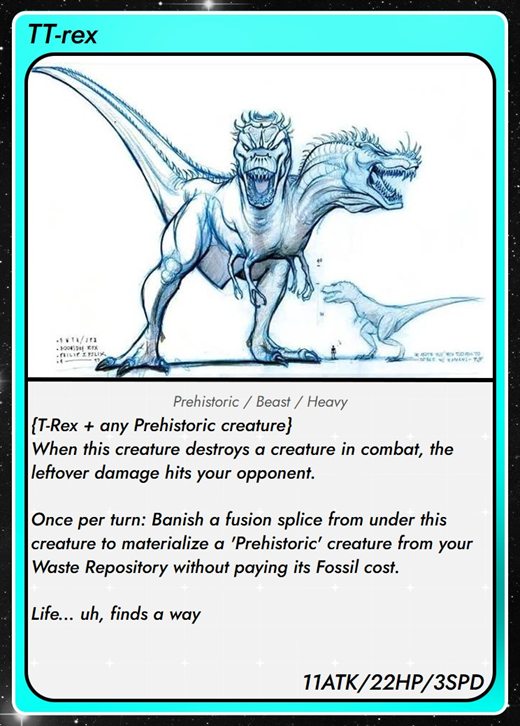 TT-rex
Prehistoric / Beast / Heavy
{T-Rex + any Prehistoric creature}
When this creature destroys a creature in combat, the
leftover damage hits your opponent.
Once per turn: Banish a fusion splice from under this
creature to materialize a 'Prehistoric' creature from your
Waste Repository without paying its Fossil cost.
Life... uh, finds a way
11ATK/22HP/3SPD